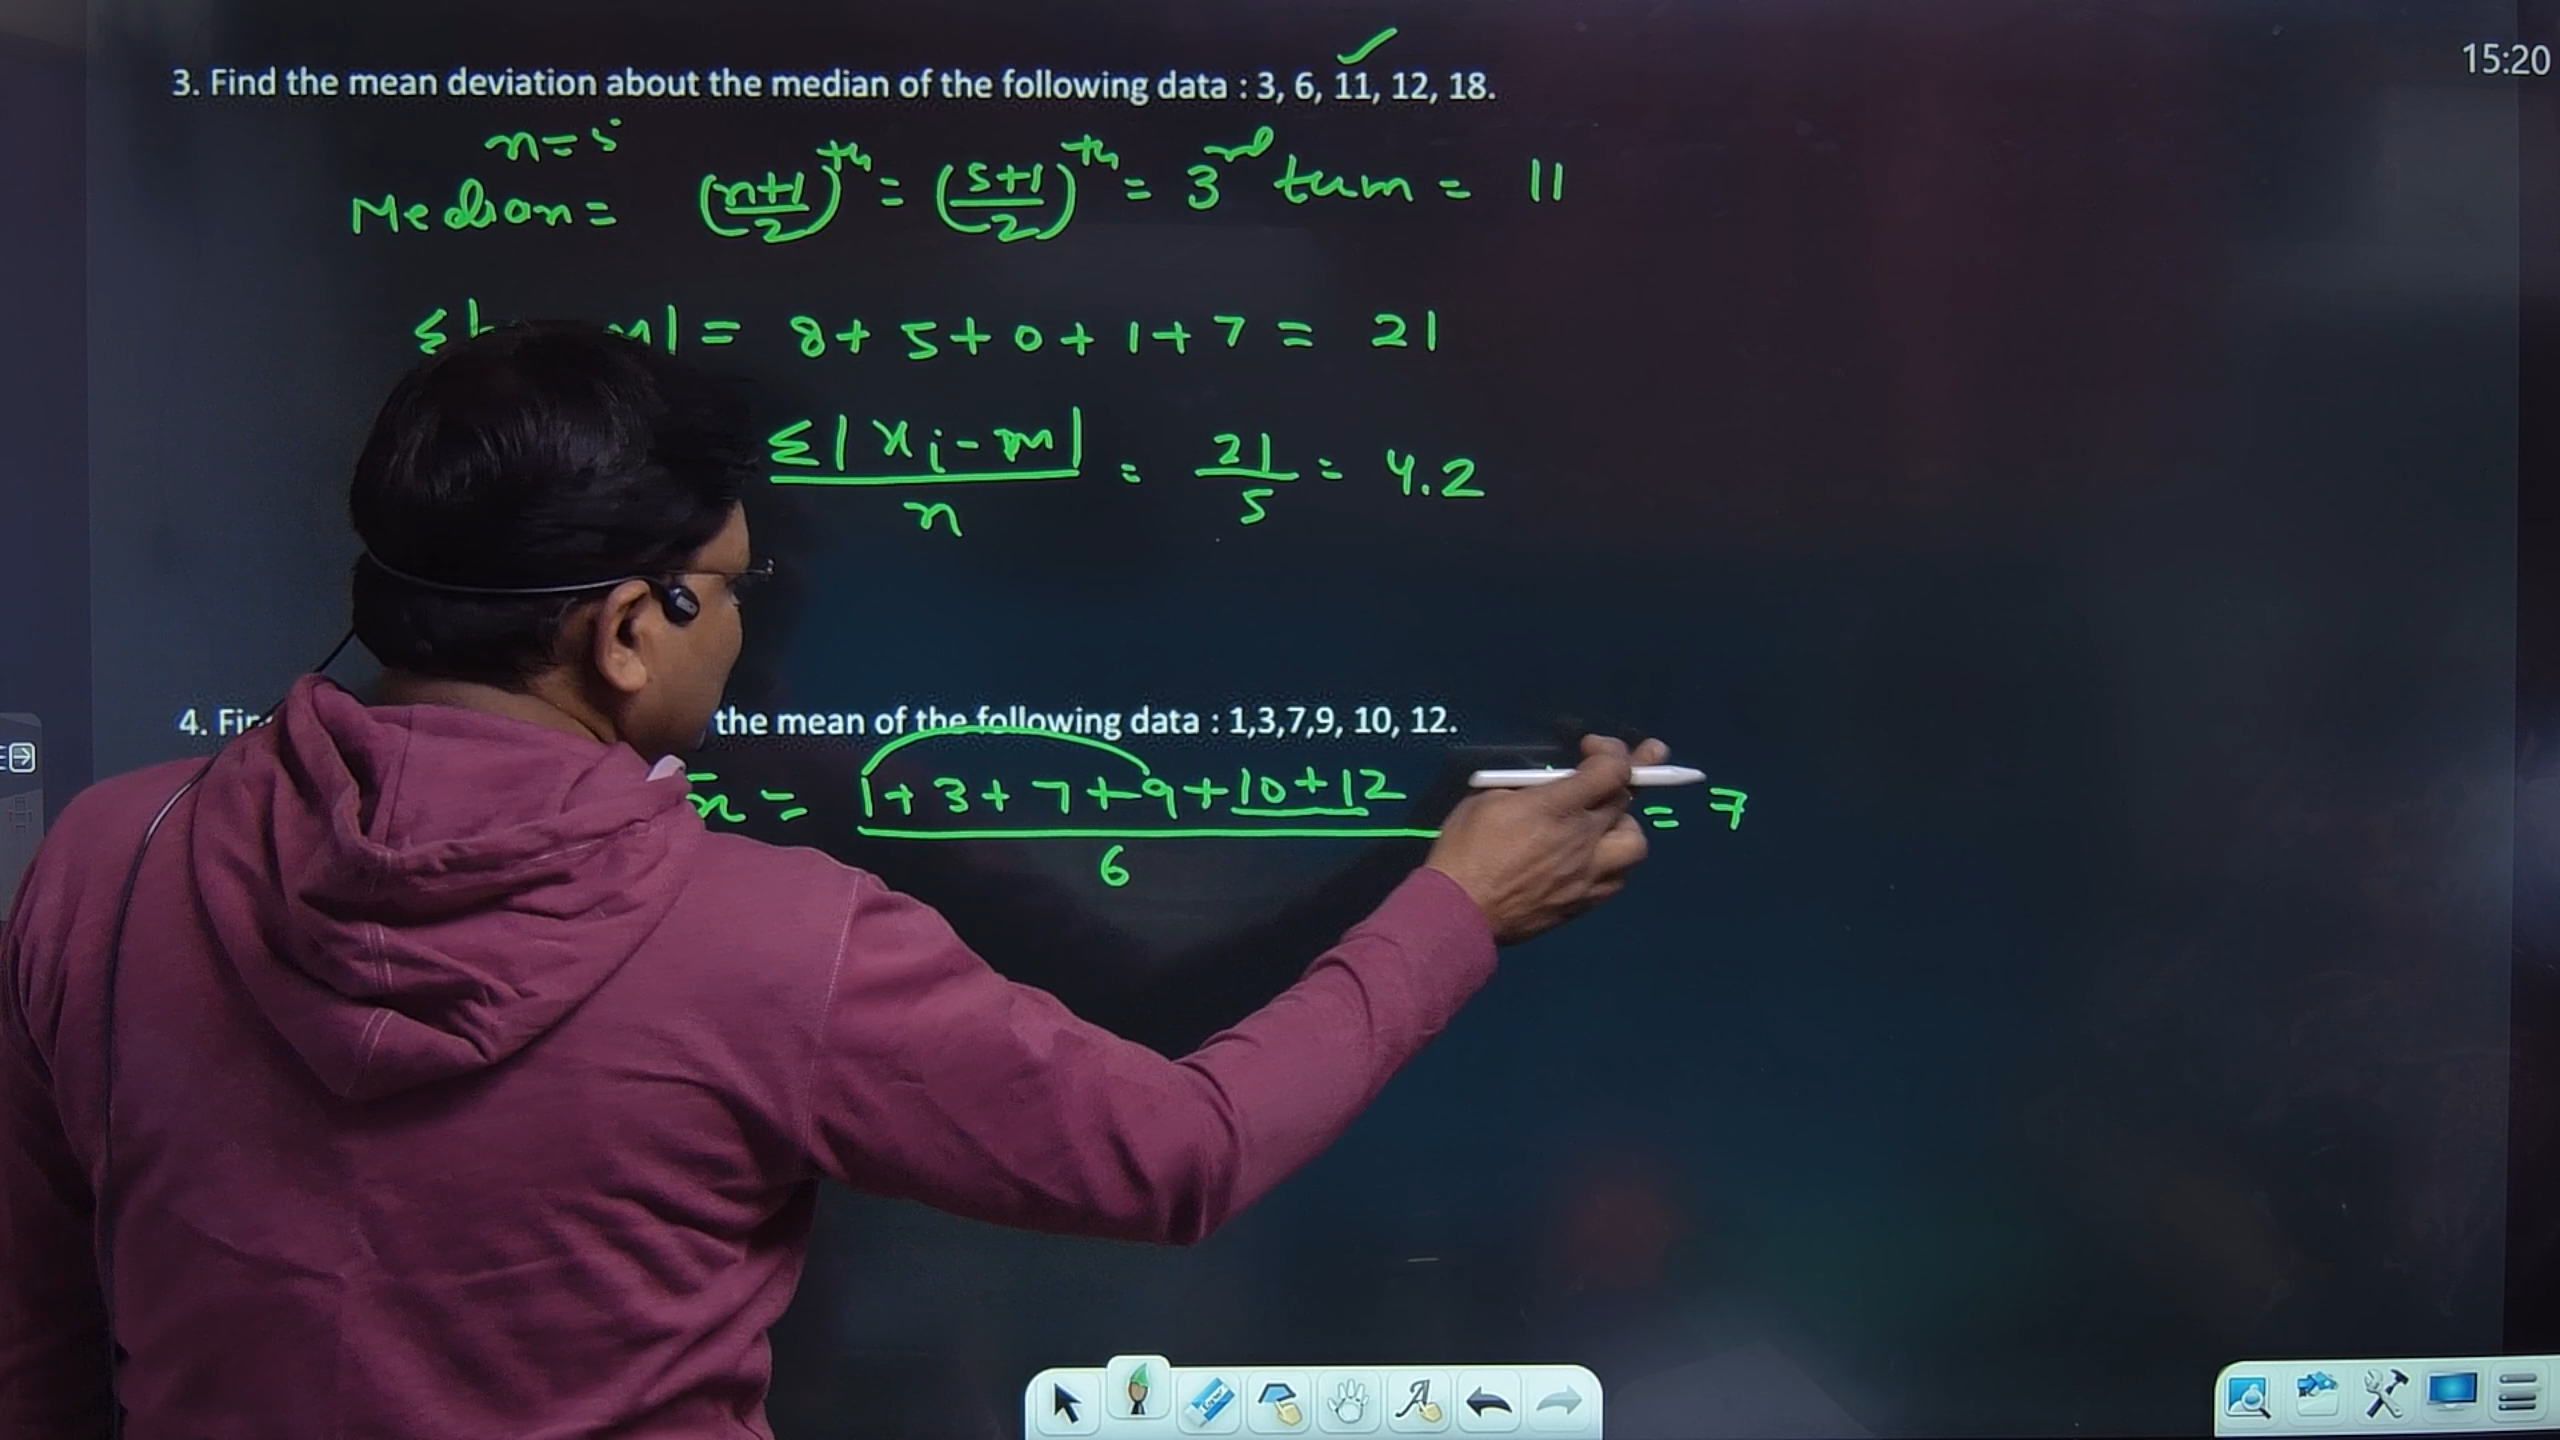 15:20
3. Find the mean deviation about the median of the following data : 3, 6, 11, 12, 18.
n = 5
Median = (n+1/2)th = (5+1/2)th = 3rd term = 11
Σ| m| = 8 + 5 + 0 + 1 + 7 = 21
Σ|xi - m| / n = 21/5 = 4.2
4. the mean of the following data : 1,3,7,9, 10, 12.
x̄ = 1 + 3 + 7 + 9 + 10 + 12 / 6 = 7